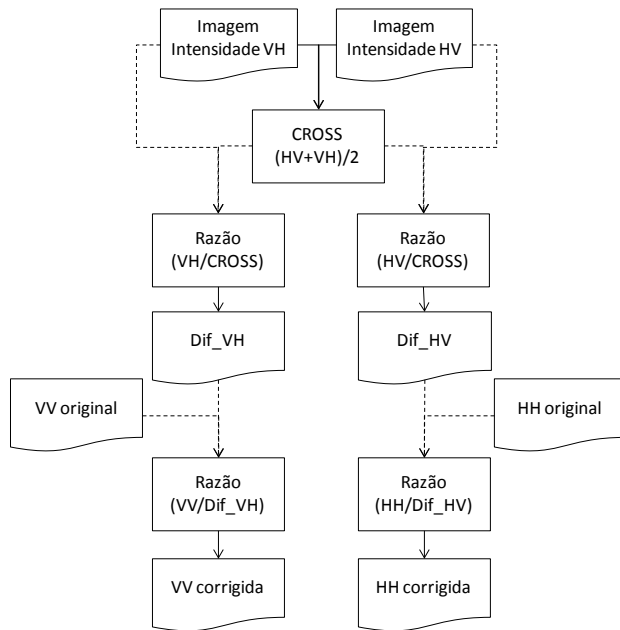 Imagem
Intensidade VH
Imagem
Intensidade HV
CROSS
(HV+VH)/2
Razão
(VH/CROSS)
Razão
(HV/CROSS)
Dif_VH
Dif_HV
VV original
HH original
Razão
(VV/Dif_VH)
Razão
(HH/Dif_HV)
VV corrigida
HH corrigida